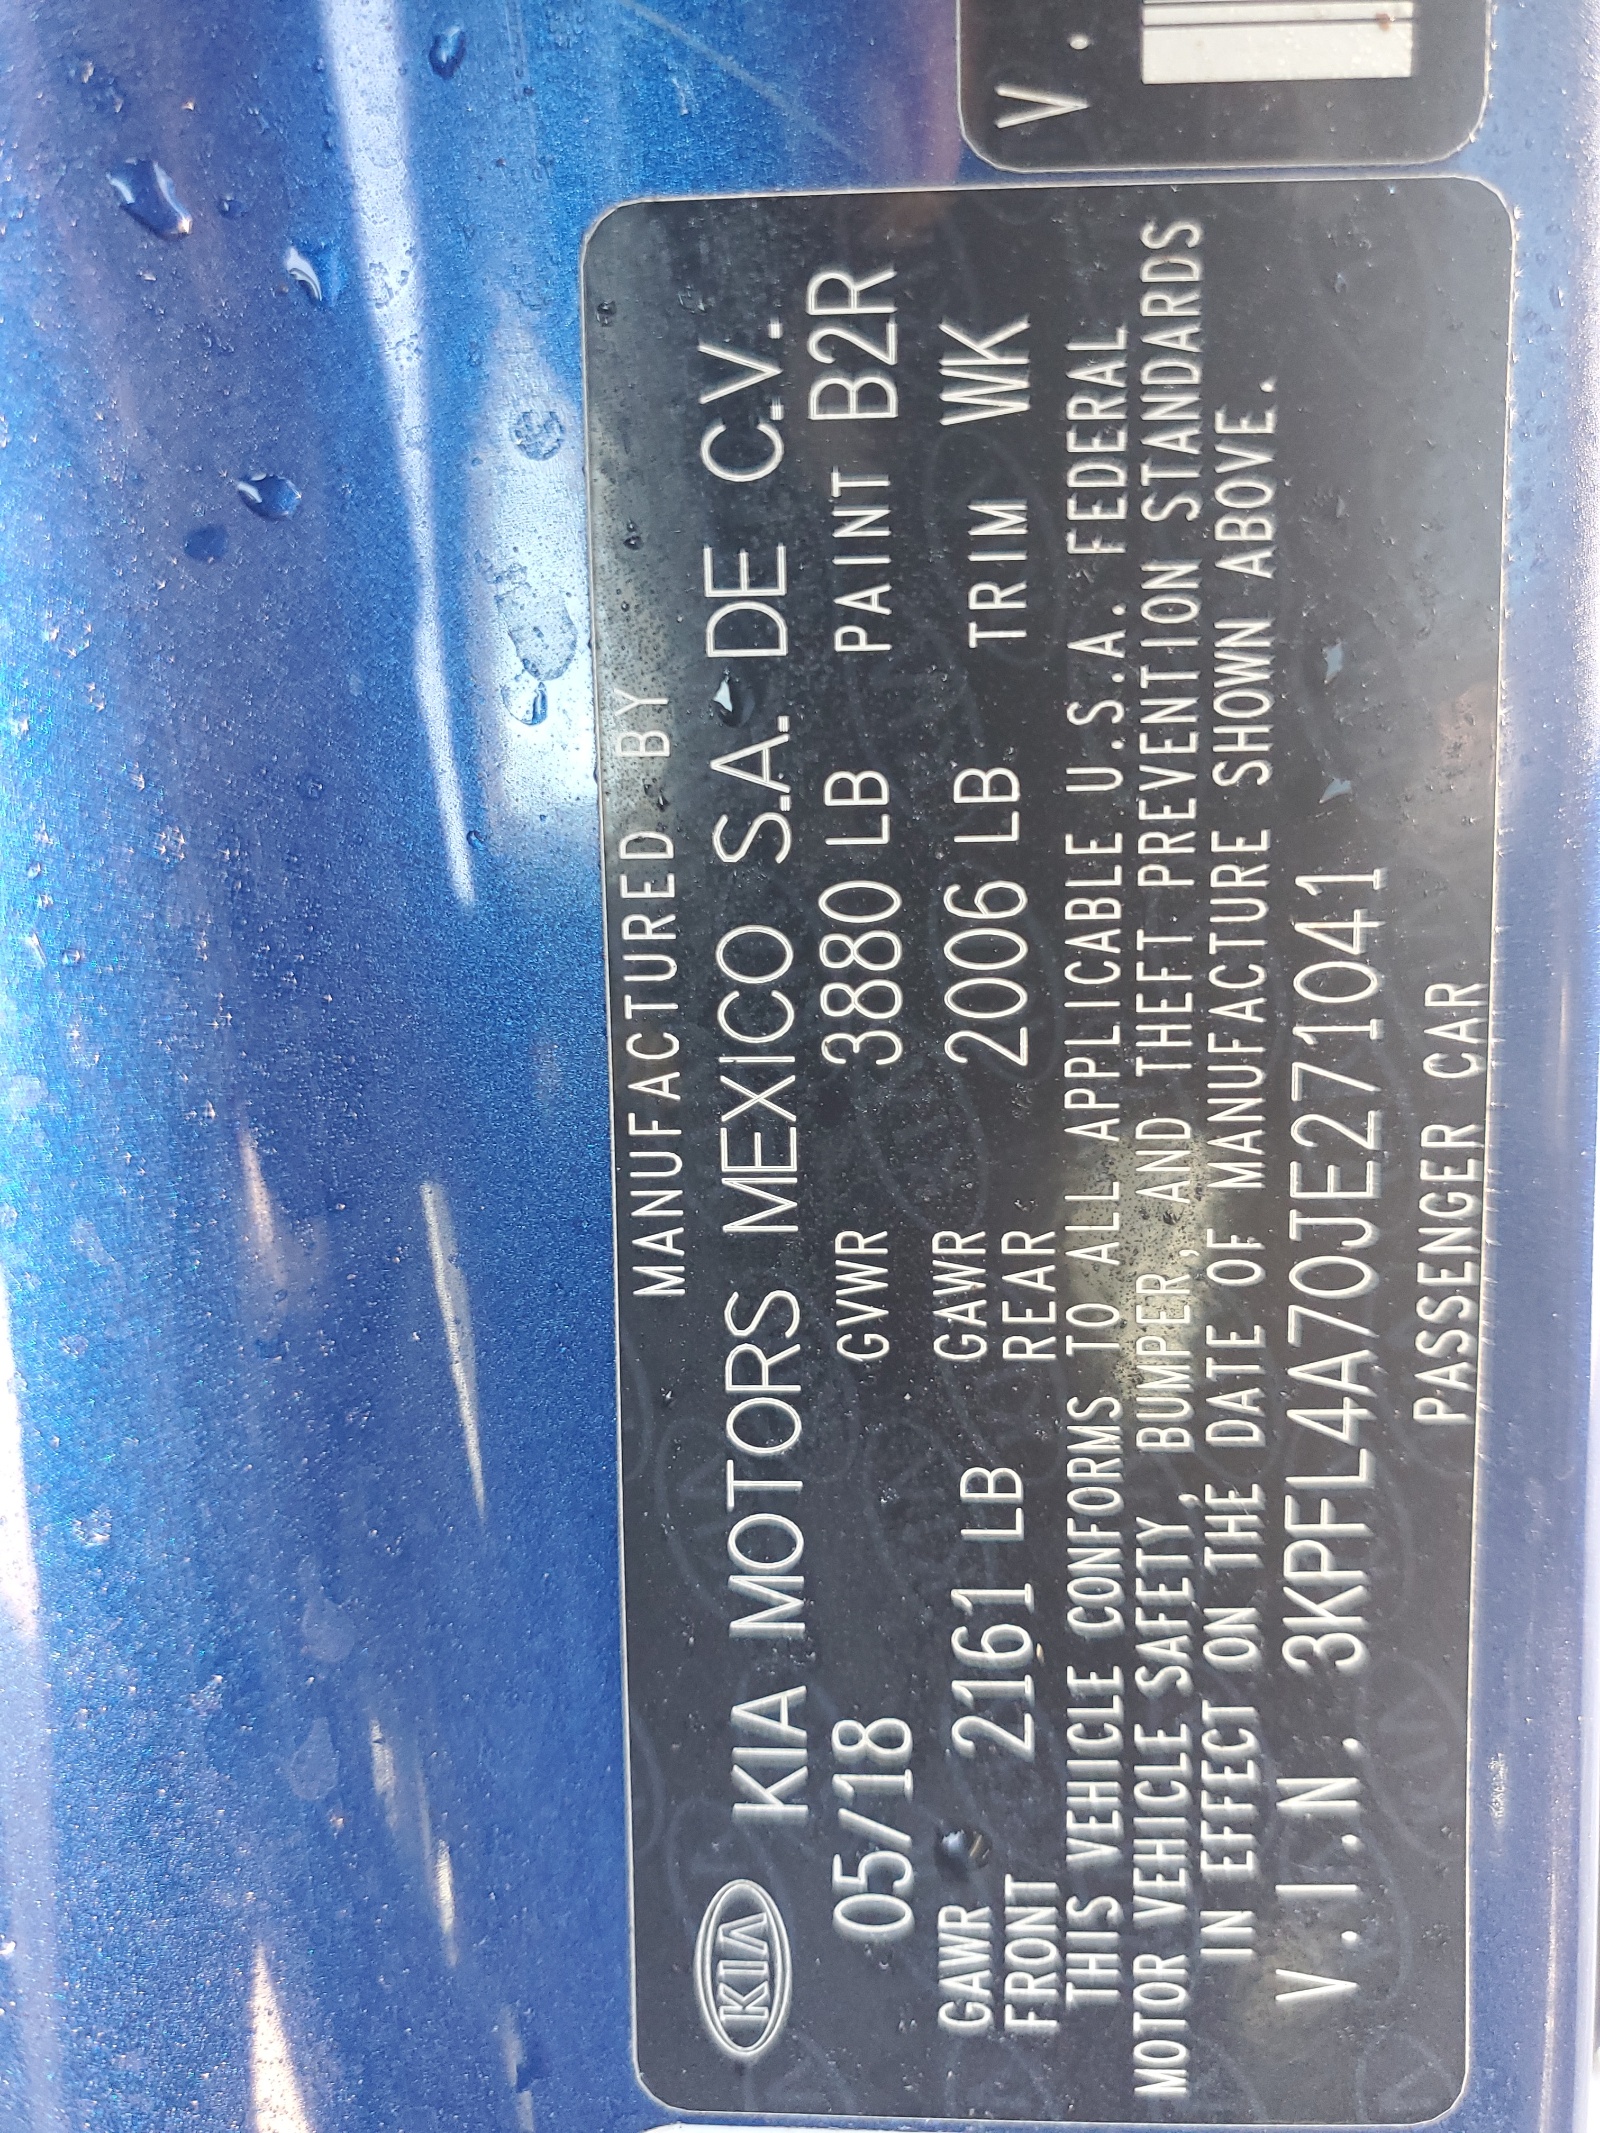 MANUFACTURED BY
KIA KIA MOTORS MEXICO S.A. DE C.V.
05/18 GVWR 3880 LB PAINT B2R
GAWR FRONT 2161 LB GAWR REAR 2006 LB TRIM WK
THIS VEHICLE CONFORMS TO ALL APPLICABLE U.S.A. FEDERAL
MOTOR VEHICLE SAFETY, BUMPER, AND THEFT PREVENTION STANDARDS
IN EFFECT ON THE DATE OF MANUFACTURE SHOWN ABOVE.
V.I.N. 3KPFL4A70JE271041
PASSENGER CAR
V.